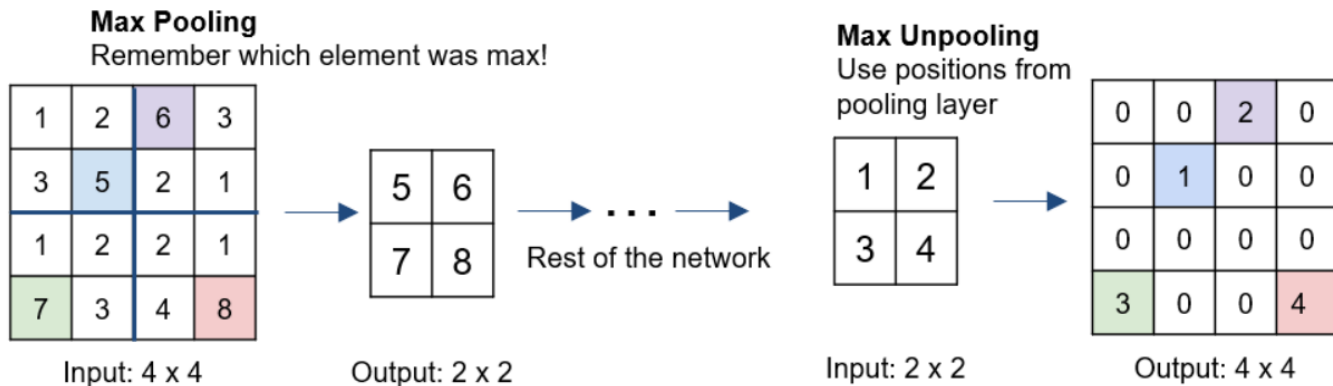 Max Pooling
Remember which element was max!
1 2 6 3
3 5 2 1
1 2 2 1
7 3 4 8
Input: 4 x 4
5 6
7 8
Output: 2 x 2
...
Rest of the network
Max Unpooling
Use positions from
pooling layer
1 2
3 4
Input: 2 x 2
0 0 2 0
0 1 0 0
0 0 0 0
3 0 0 4
Output: 4 x 4